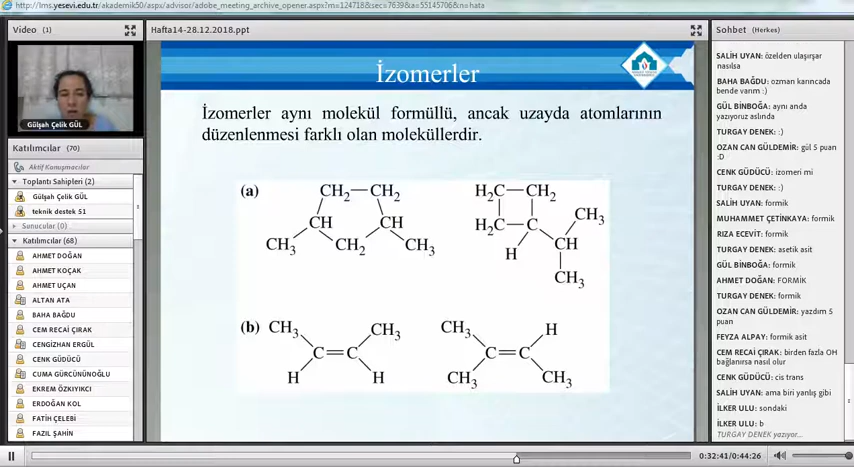 http://lms.yesevi.edu.tr/akademik50/aspx/advisor/adobe_meeting_archive_opener.aspx?m=124718&sec=7639&a=55145706&n=hata
Video (1)
Gülşah Çelik GÜL
Katılımcılar (70)
Aktif Konuşmacılar
Toplantı Sahipleri (2)
Gülşah Çelik GÜL
teknik destek 51
Sunucular (0)
Katılımcılar (68)
AHMET DOĞAN
AHMET KOÇAK
AHMET UÇAN
ALTAN ATA
BAHA BAĞDU
CEM RECAİ ÇIRAK
CENGİZHAN ERGÜL
CENK GÜDÜCÜ
CUMA GÜRCÜNÜNOĞLU
EKREM ÖZKIYIKCI
ERDOĞAN KOL
FATİH ÇELEBİ
FAZIL ŞAHİN
Hafta14-28.12.2018.ppt
İzomerler
İzomerler aynı molekül formüllü, ancak uzayda atomlarının
düzenlenmesi farklı olan moleküllerdir.
(a)
CH2—CH2
CH CH
CH3 CH2 CH3
H2C—CH2
H2C—C CH3
H CH
CH3
(b)
CH3 CH3
C=C
H H
CH3 H
C=C
CH3 CH3
Sohbet (Herkes)
SALİH UYAN: özelden ulaşırşar
nasılsa
BAHA BAĞDU: ozman karıncada
bende varım :)
GÜL BİNBOĞA: aynı anda
yazıyoruz aslında
TURGAY DENEK: :)
OZAN CAN GÜLDEMİR: gül 5 puan
:D
CENK GÜDÜCÜ: izomeri mi
TURGAY DENEK: :)
SALİH UYAN: formik
MUHAMMET ÇETİNKAYA: formik
RIZA ECEVİT: formik
TURGAY DENEK: asetik asit
GÜL BİNBOĞA: formik
AHMET DOĞAN: FORMİK
TURGAY DENEK: formik
OZAN CAN GÜLDEMİR: yazdım 5
puan
FEYZA ALPAY: formik asit
CEM RECAİ ÇIRAK: birden fazla OH
bağlanırsa nasıl olur
CENK GÜDÜCÜ: cis trans
SALİH UYAN: ama biri yanlış gibi
İLKER ULU: sondaki
İLKER ULU: b
TURGAY DENEK yazıyor...
0:32:41/0:44:26